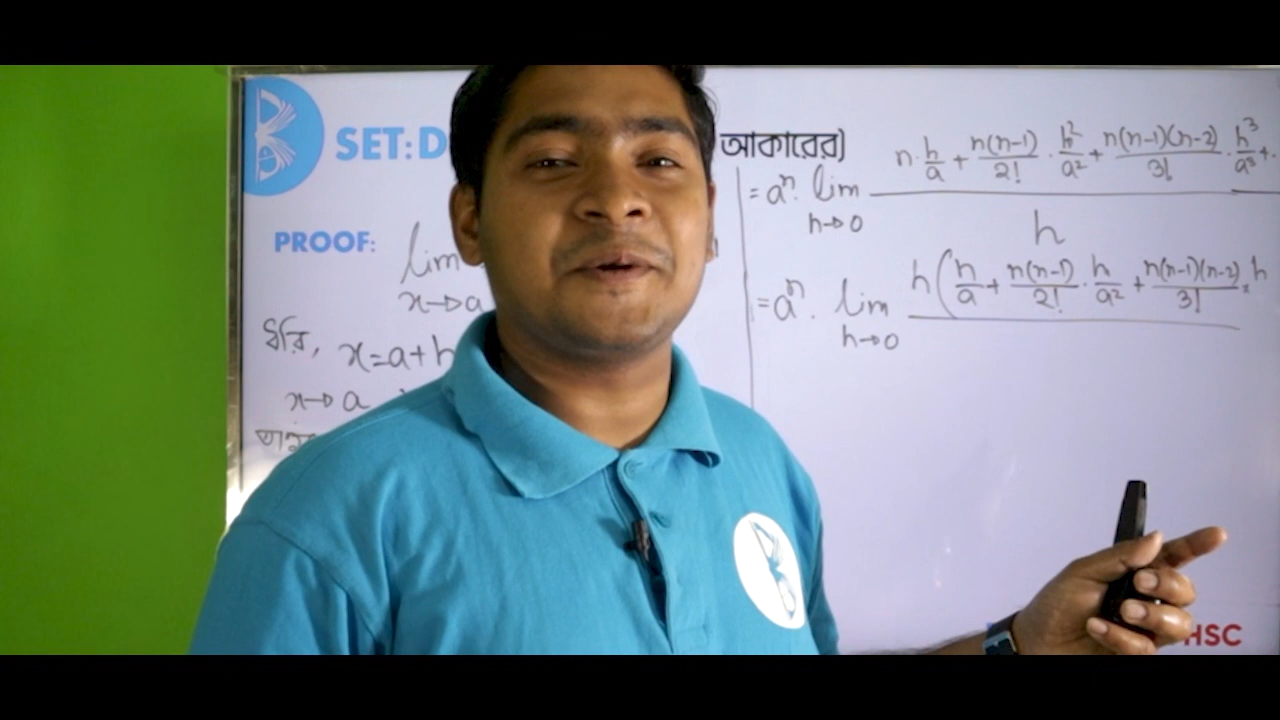 SET:D
আকারের)
PROOF:
lim
x→a
ধরি, x=a+h
x→a
= aⁿ. lim h→0 n·h/a + n(n-1)/2! · h²/a² + n(n-1)(n-2)/3! · h³/a³ + .
h
= aⁿ. lim h→0 h(n/a + n(n-1)/2! · h/a² + n(n-1)(n-2)/3! × h
HSC